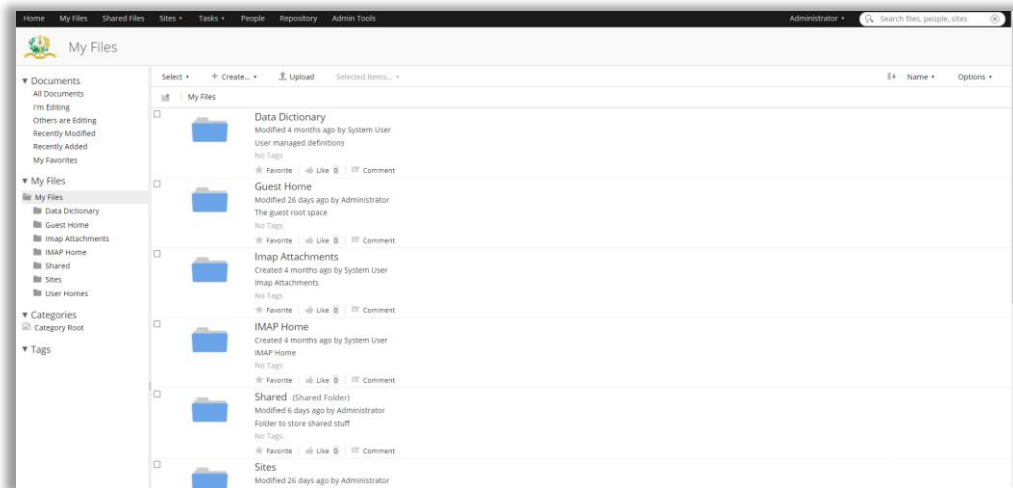 Home My Files Shared Files Sites Tasks People Repository Admin Tools Administrator Search files, people, sites
My Files
Documents
All Documents
I'm Editing
Others are Editing
Recently Modified
Recently Added
My Favorites
My Files
My Files
Data Dictionary
Guest Home
Imap Attachments
IMAP Home
Shared
Sites
User Homes
Categories
Category Root
Tags
Select + Create... Upload Selected Items... Name Options
My Files
Data Dictionary
Modified 4 months ago by System User
User managed definitions
No Tags
Favorite Like 0 Comment
Guest Home
Modified 26 days ago by Administrator
The guest root space
No Tags
Favorite Like 0 Comment
Imap Attachments
Created 4 months ago by System User
Imap Attachments
No Tags
Favorite Like 0 Comment
IMAP Home
Created 4 months ago by System User
IMAP Home
No Tags
Favorite Like 0 Comment
Shared (Shared Folder)
Modified 6 days ago by Administrator
Folder to store shared stuff
No Tags
Favorite Like 0 Comment
Sites
Modified 26 days ago by Administrator